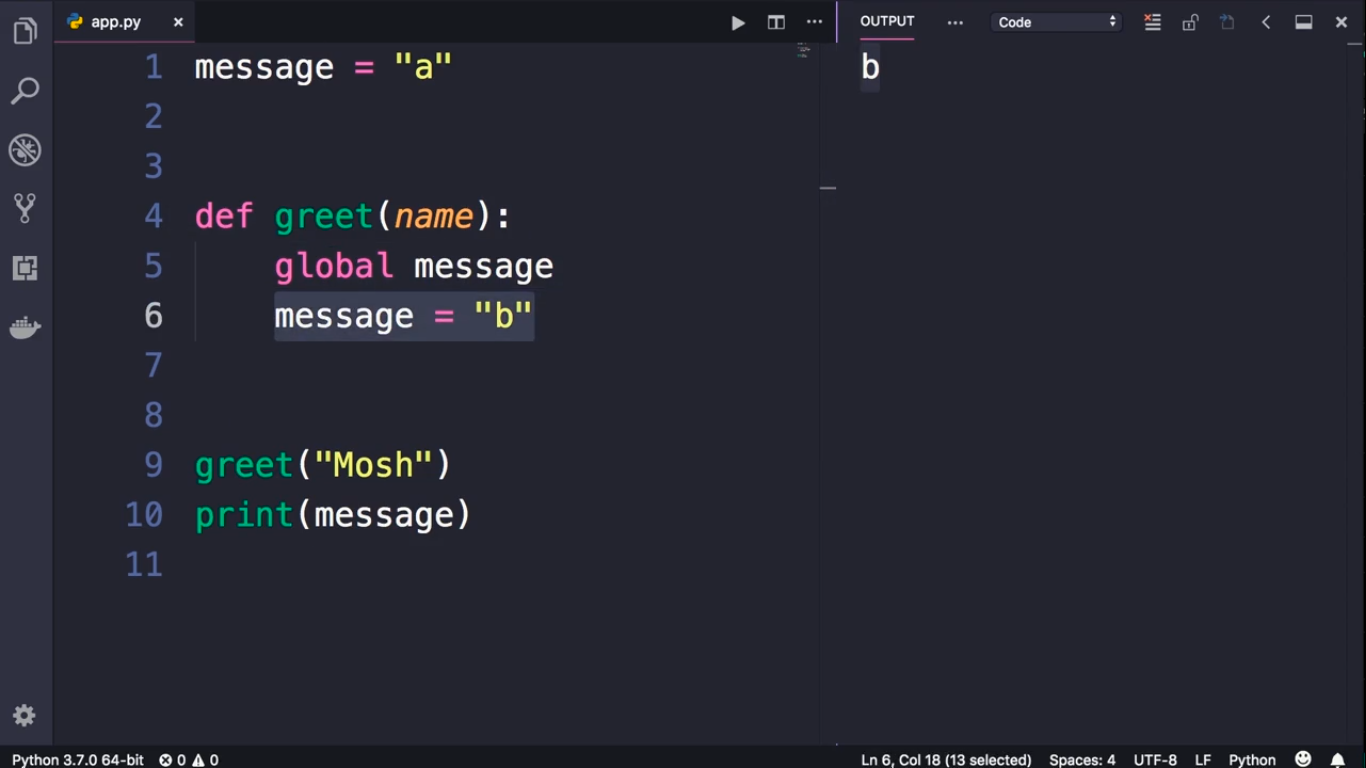 app.py
OUTPUT
Code
1 message = "a"
2
3
4 def greet(name):
5 global message
6 message = "b"
7
8
9 greet("Mosh")
10 print(message)
11
b
Python 3.7.0 64-bit 0 0 Ln 6, Col 18 (13 selected) Spaces: 4 UTF-8 LF Python